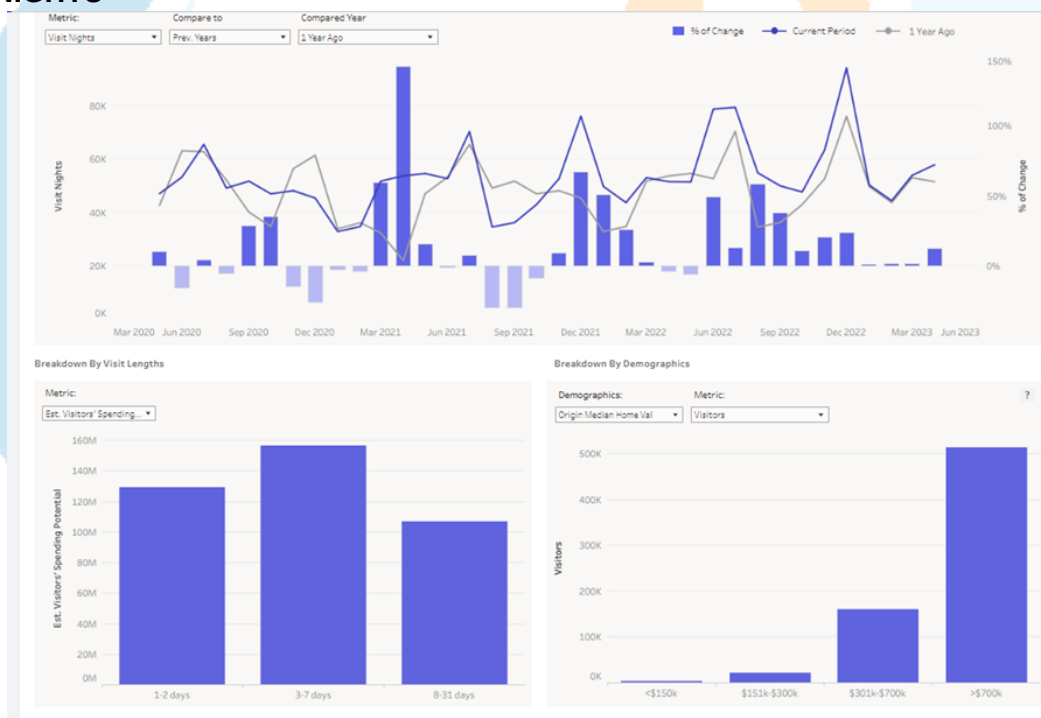 Metric: Compare to Compared Year
Visit Nights Prev. Years 1 Year Ago
% of Change Current Period 1 Year Ago
150%
100%
50%
0%
80K
60K
40K
20K
0K
Visit Nights
% of Change
Mar 2020 Jun 2020 Sep 2020 Dec 2020 Mar 2021 Jun 2021 Sep 2021 Dec 2021 Mar 2022 Jun 2022 Sep 2022 Dec 2022 Mar 2023 Jun 2023
Breakdown By Visit Lengths
Metric:
Est. Visitors' Spending...
160M
140M
120M
100M
80M
60M
40M
20M
0M
Est. Visitors' Spending Potential
1-2 days 3-7 days 8-31 days
Breakdown By Demographics
Demographics: Metric: ?
Origin Median Home Val Visitors
500K
400K
300K
200K
100K
0K
Visitors
<$150k $151k-$300k $301k-$700k >$700k